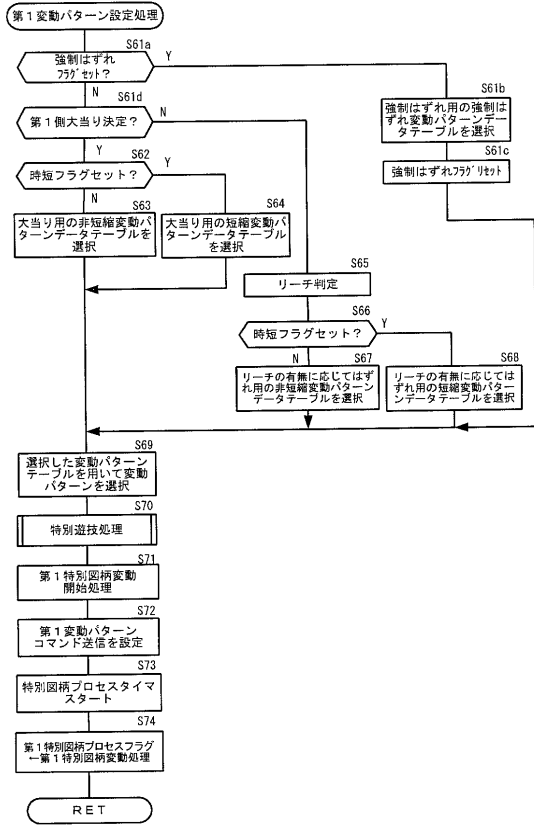 第1変動パターン設定処理
S61a
強制はずれ
フラグセット?
Y
N
S61b
強制はずれ用の強制は
ずれ変動パターンデー
タテーブルを選択
S61c
強制はずれフラグリセット
S61d
第1側大当り決定?
N
Y
S62
時短フラグセット?
Y
N
S63
大当り用の非短縮変動パ
ターンデータテーブルを
選択
S64
大当り用の短縮変動パ
ターンデータテーブル
を選択
S65
リーチ判定
S66
時短フラグセット?
Y
N
S67
リーチの有無に応じてはず
れ用の非短縮変動パターン
データテーブルを選択
S68
リーチの有無に応じては
ずれ用の短縮変動パター
ンデータテーブルを選択
S69
選択した変動パターン
テーブルを用いて変動
パターンを選択
S70
特別遊技処理
S71
第1特別図柄変動
開始処理
S72
第1変動パターン
コマンド送信を設定
S73
特別図柄プロセスタイマ
スタート
S74
第1特別図柄プロセスフラグ
←第1特別図柄変動処理
RET